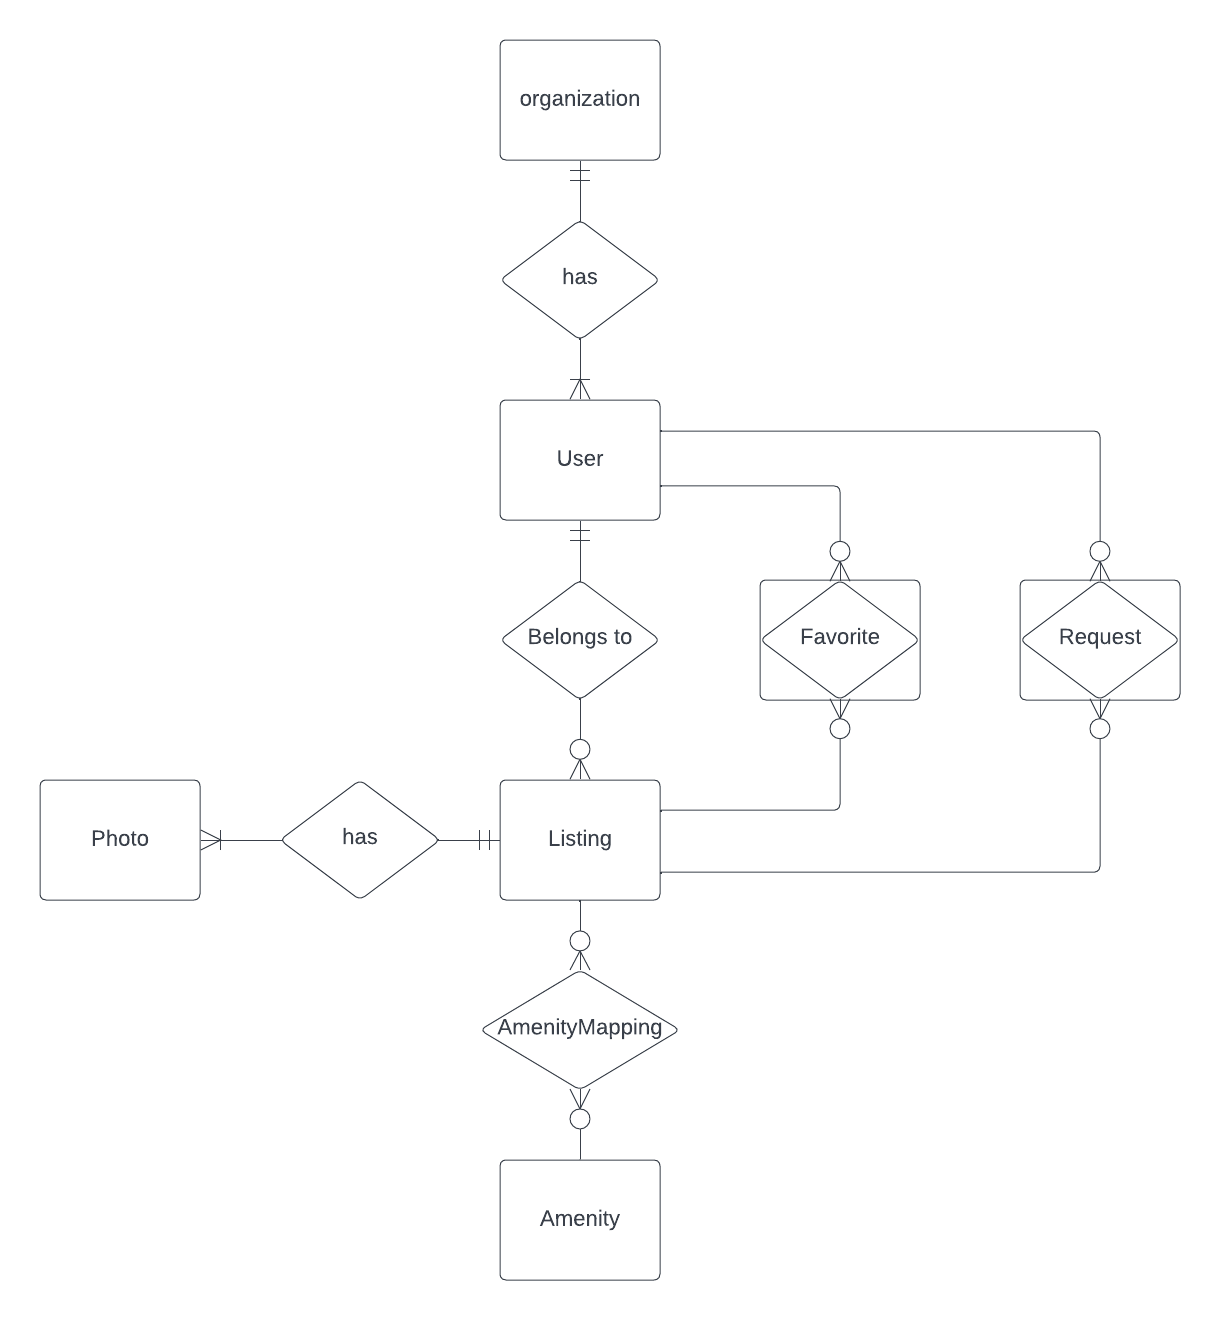 organization
has
User
Belongs to
Favorite
Request
Photo
has
Listing
AmenityMapping
Amenity